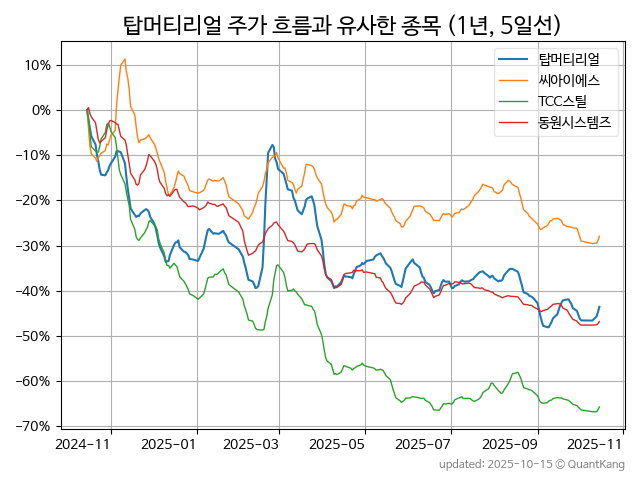 탑머티리얼 주가 흐름과 유사한 종목 (1년, 5일선)
탑머티리얼
씨아이에스
TCC스틸
동원시스템즈
10%
0%
−10%
−20%
−30%
−40%
−50%
−60%
−70%
2024-11 2025-01 2025-03 2025-05 2025-07 2025-09 2025-11
updated: 2025-10-15 © QuantKang